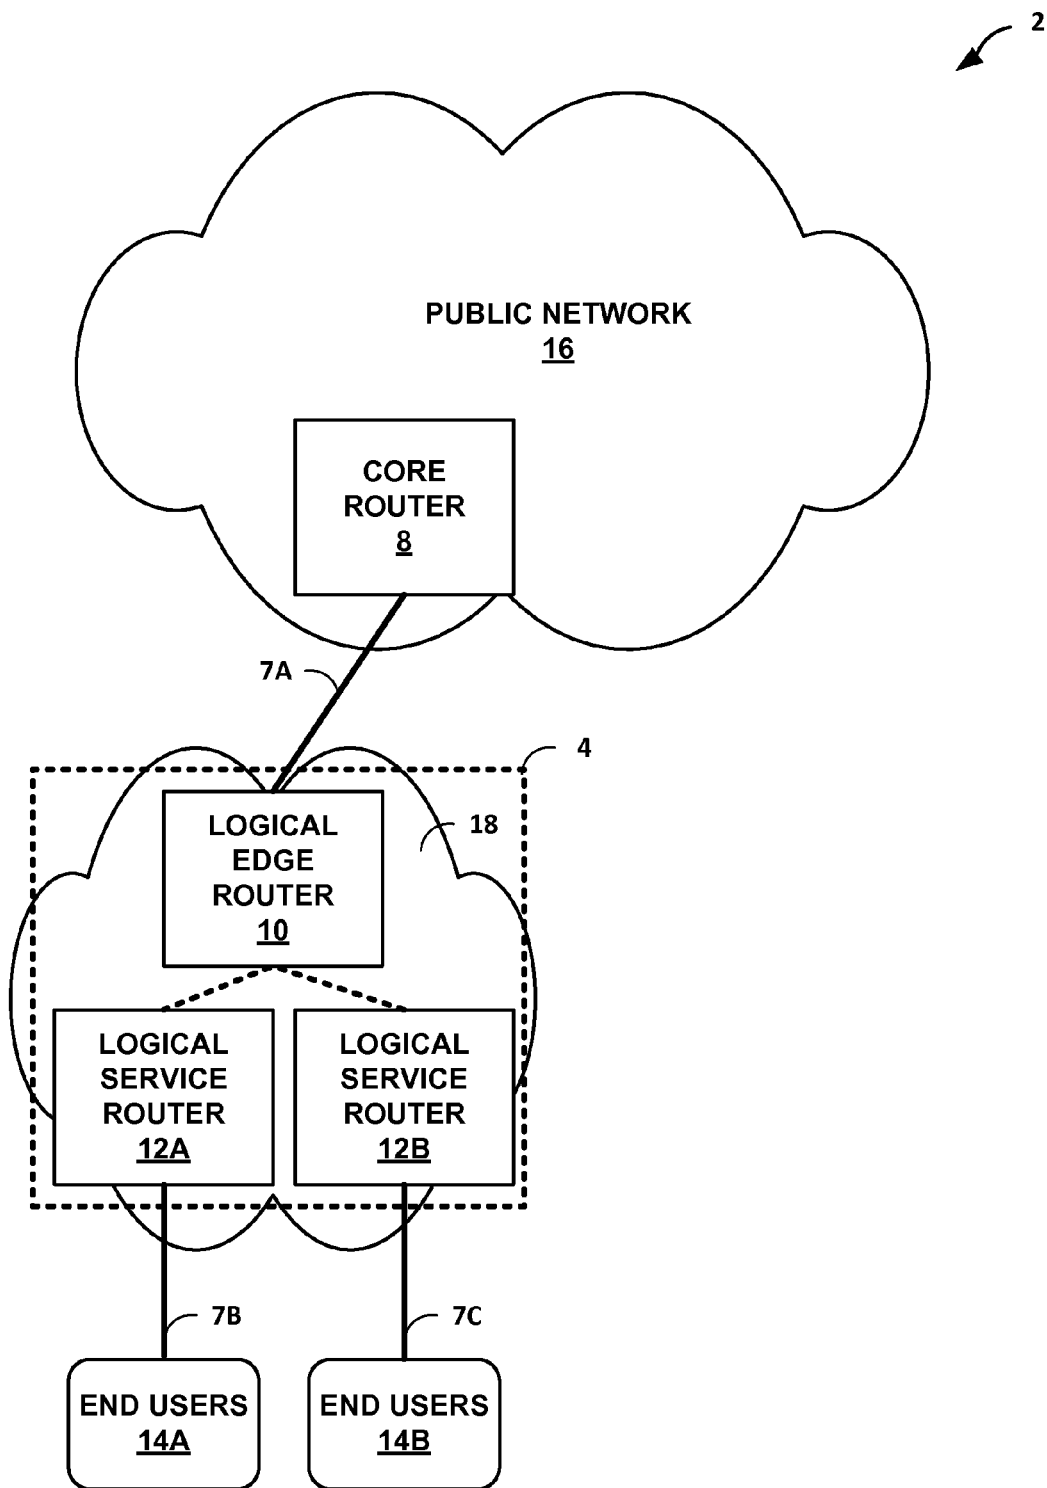 2
PUBLIC NETWORK
16
CORE
ROUTER
8
7A
4
18
LOGICAL
EDGE
ROUTER
10
LOGICAL
SERVICE
ROUTER
12A
LOGICAL
SERVICE
ROUTER
12B
7B
7C
END USERS
14A
END USERS
14B